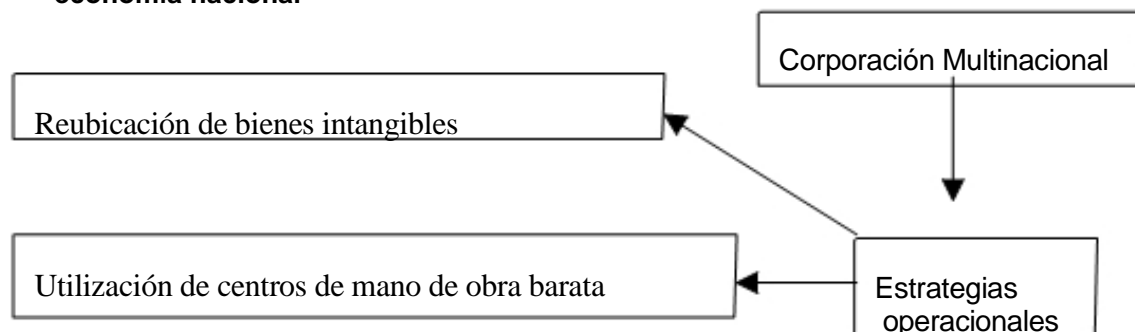 economía nacional
Corporación Multinacional
Reubicación de bienes intangibles
Utilización de centros de mano de obra barata
Estrategias
operacionales